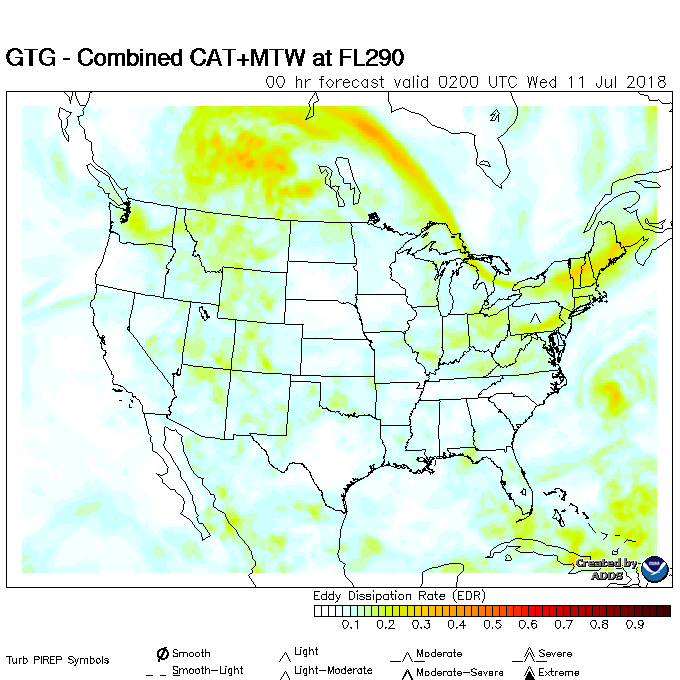 GTG - Combined CAT+MTW at FL290
00 hr forecast valid 0200 UTC Wed 11 Jul 2018
Created by
ADDS
Eddy Dissipation Rate (EDR)
0.1 0.2 0.3 0.4 0.5 0.6 0.7 0.8 0.9
Turb PIREP Symbols
Smooth Light Moderate Severe
Smooth-Light Light-Moderate Moderate-Severe Extreme